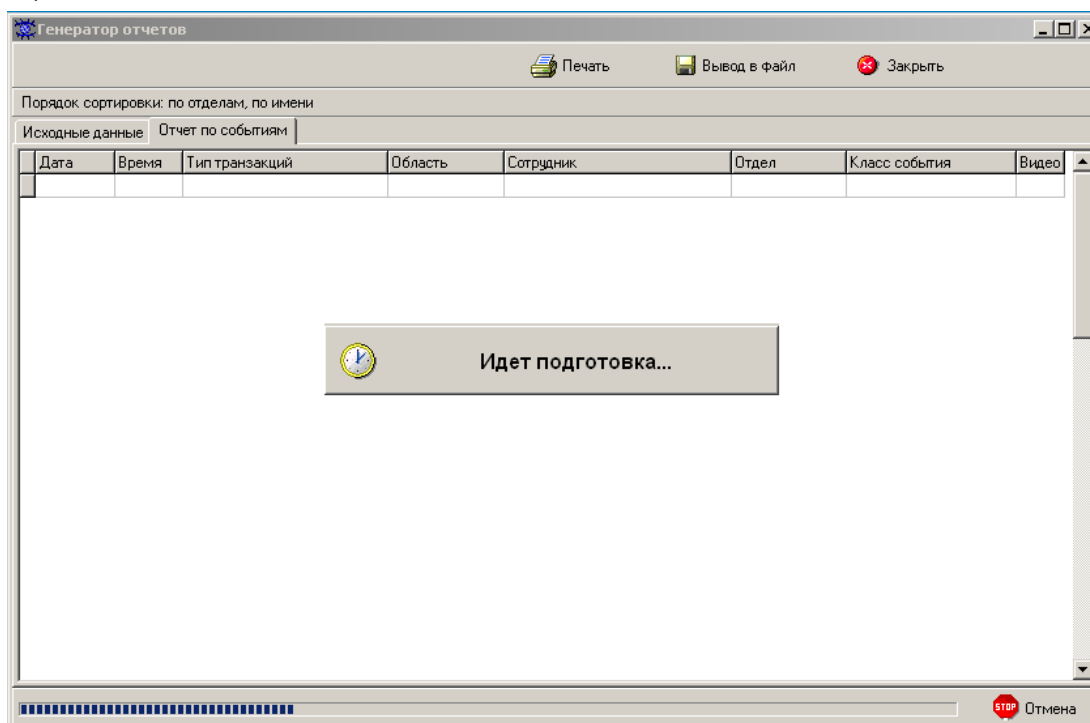 Генератор отчетов
Печать Вывод в файл Закрыть
Порядок сортировки: по отделам, по имени
Исходные данные Отчет по событиям
Дата Время Тип транзакций Область Сотрудник Отдел Класс события Видео
Идет подготовка...
STOP Отмена